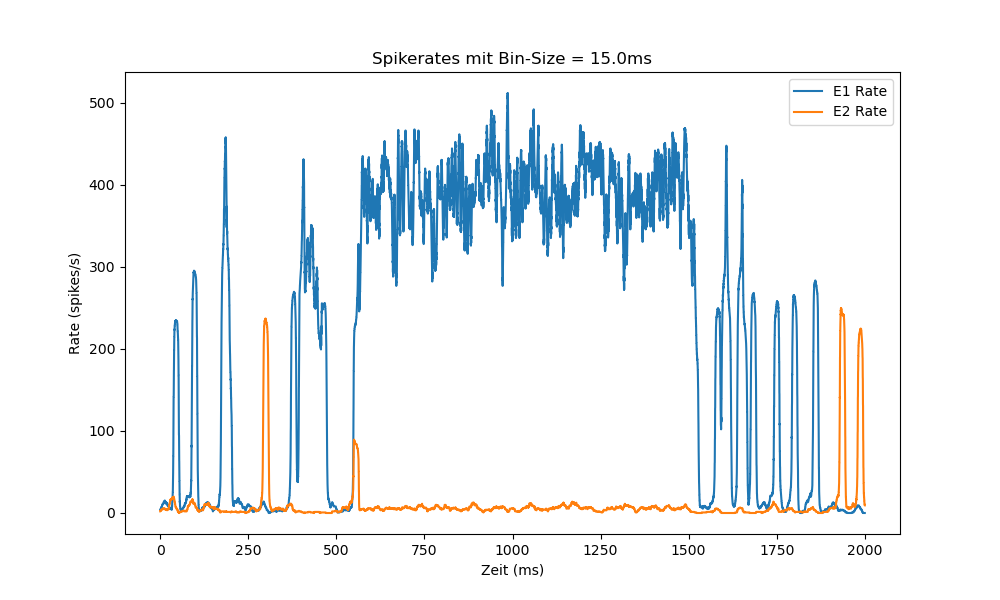 Spikerates mit Bin-Size = 15.0ms
E1 Rate
E2 Rate
500
400
300
200
100
0
Rate (spikes/s)
0 250 500 750 1000 1250 1500 1750 2000
Zeit (ms)